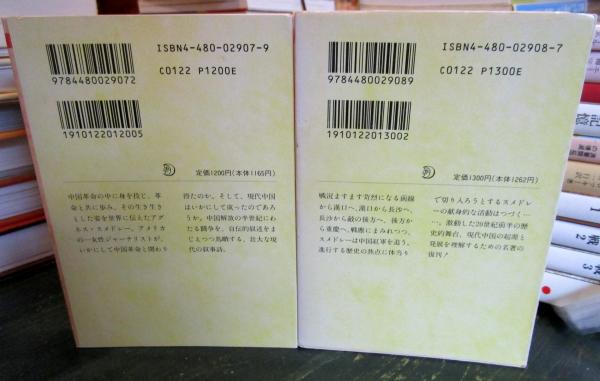 ISBN4-480-02907-9
9784480029072
C0122 P1200E
1910122012005
定価1200円(本体1165円)
中国革命の中に身を投じ、革
命と共に歩み、その生き生き
とした姿を世界に伝えたアグ
ネス・スメドレー。アメリカ
の一女性ジャーナリストが、
いかにして中国革命と関わり
得たのか。そして、現代中国
はいかにして成ったのであろ
うか。中国解放の半世紀にわ
たる闘争を、自伝的叙述をま
じえつつ鳥瞰する、壮大な現
代の叙事詩。
ISBN4-480-02908-7
9784480029089
C0122 P1300E
1910122013002
定価1300円(本体1262円)
戦況ますます苛烈になる前線
から漢口へ、漢口から長沙へ、
長沙から敵の後方へ、後方か
ら重慶へ、戦塵にまみれつつ、
スメドレーは中国紅軍を追う。
進行する歴史の熱点に体当り
で切り入ろうとするスメドレ
ーの献身的な活動はつづく…
…。激動した20世紀前半の歴
史的舞台、現代中国の起源と
発展を理解するための名著の
復刊！
記憶
戦 1
戦 2
戦 3